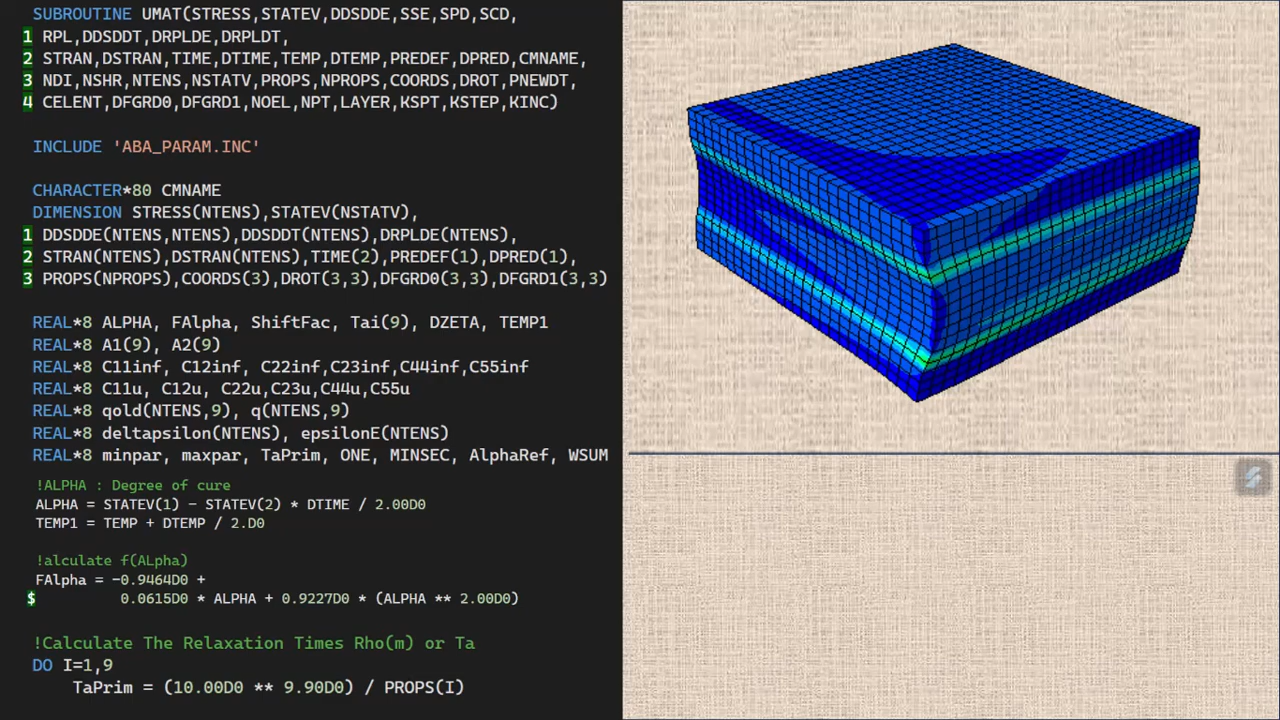 SUBROUTINE UMAT(STRESS,STATEV,DDSDDE,SSE,SPD,SCD,
1 RPL,DDSDDT,DRPLDE,DRPLDT,
2 STRAN,DSTRAN,TIME,DTIME,TEMP,DTEMP,PREDEF,DPRED,CMNAME,
3 NDI,NSHR,NTENS,NSTATV,PROPS,NPROPS,COORDS,DROT,PNEWDT,
4 CELENT,DFGRD0,DFGRD1,NOEL,NPT,LAYER,KSPT,KSTEP,KINC)
INCLUDE 'ABA_PARAM.INC'
CHARACTER*80 CMNAME
DIMENSION STRESS(NTENS),STATEV(NSTATV),
1 DDSDDE(NTENS,NTENS),DDSDDT(NTENS),DRPLDE(NTENS),
2 STRAN(NTENS),DSTRAN(NTENS),TIME(2),PREDEF(1),DPRED(1),
3 PROPS(NPROPS),COORDS(3),DROT(3,3),DFGRD0(3,3),DFGRD1(3,3)
REAL*8 ALPHA, FAlpha, ShiftFac, Tai(9), DZETA, TEMP1
REAL*8 A1(9), A2(9)
REAL*8 C11inf, C12inf, C22inf,C23inf,C44inf,C55inf
REAL*8 C11u, C12u, C22u,C23u,C44u,C55u
REAL*8 qold(NTENS,9), q(NTENS,9)
REAL*8 deltapsilon(NTENS), epsilonE(NTENS)
REAL*8 minpar, maxpar, TaPrim, ONE, MINSEC, AlphaRef, WSUM
!ALPHA : Degree of cure
ALPHA = STATEV(1) - STATEV(2) * DTIME / 2.00D0
TEMP1 = TEMP + DTEMP / 2.D0
!alculate f(ALpha)
FAlpha = -0.9464D0 +
$ 0.0615D0 * ALPHA + 0.9227D0 * (ALPHA ** 2.00D0)
!Calculate The Relaxation Times Rho(m) or Ta
DO I=1,9
TaPrim = (10.00D0 ** 9.90D0) / PROPS(I)